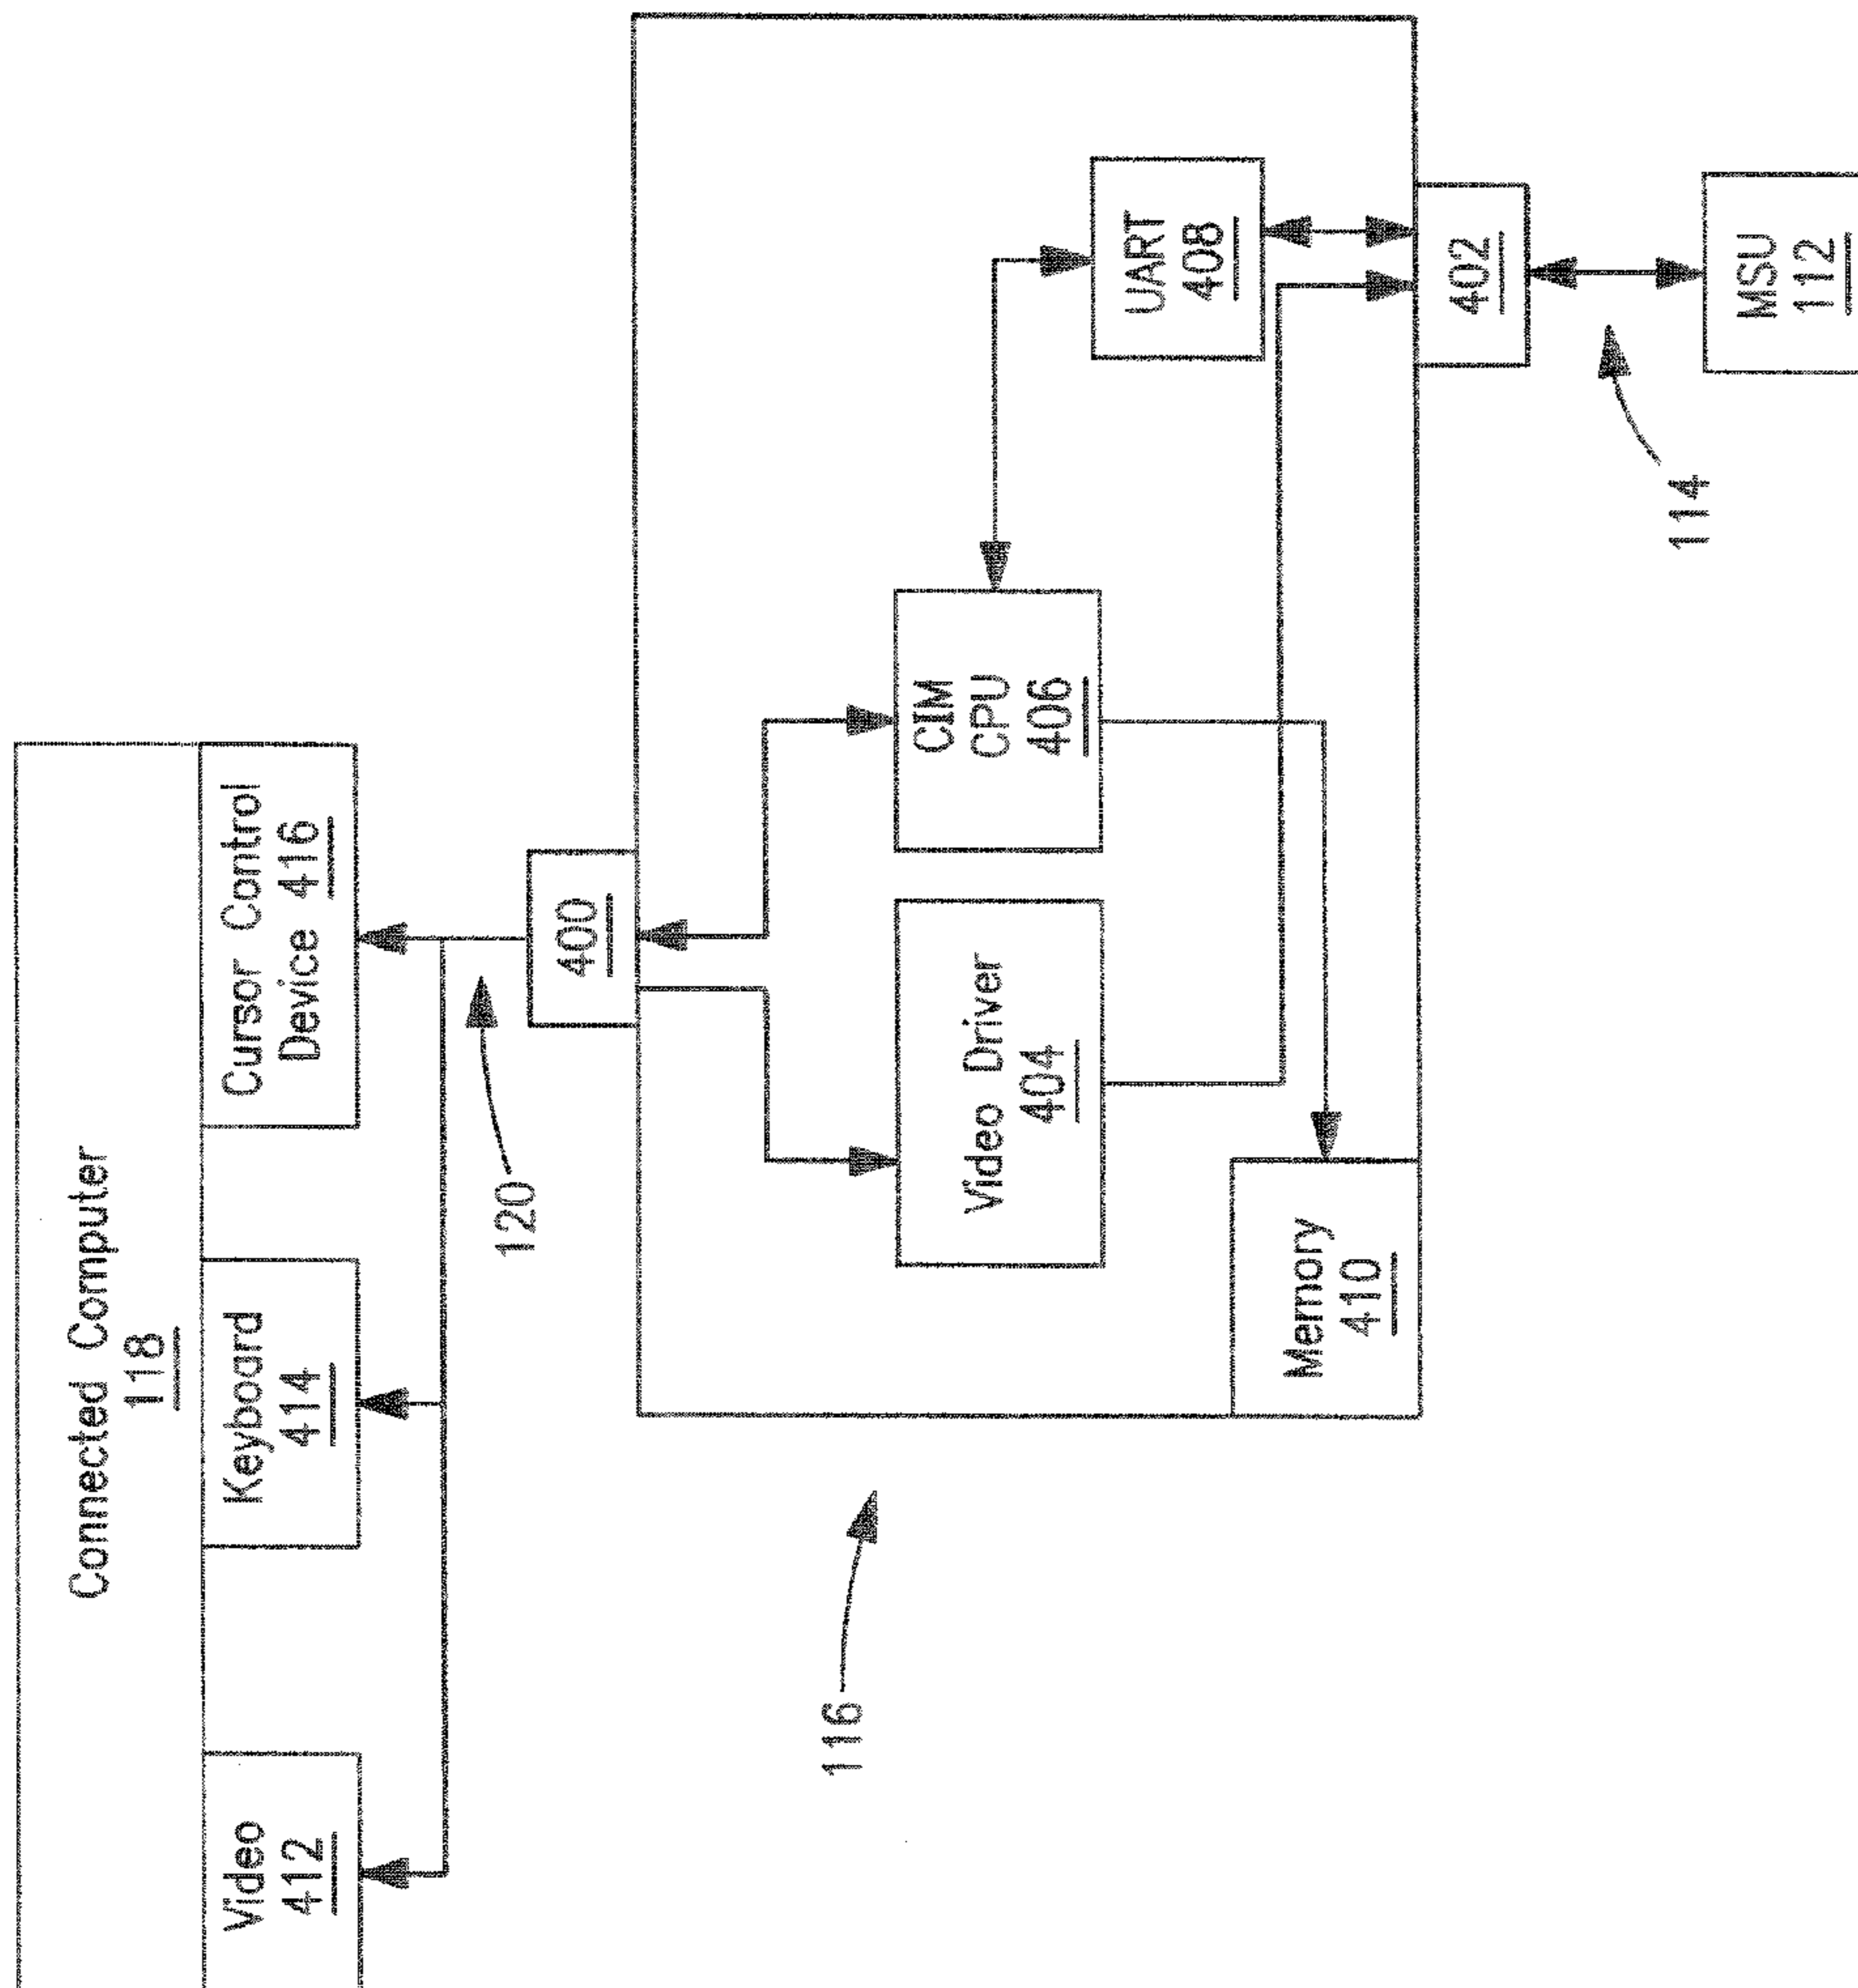 Connected Computer
118
Video
412
Keyboard
414
Cursor Control
Device 416
120
400
116
Video Driver
404
CIM
CPU
406
UART
408
Memory
410
402
114
MSU
112